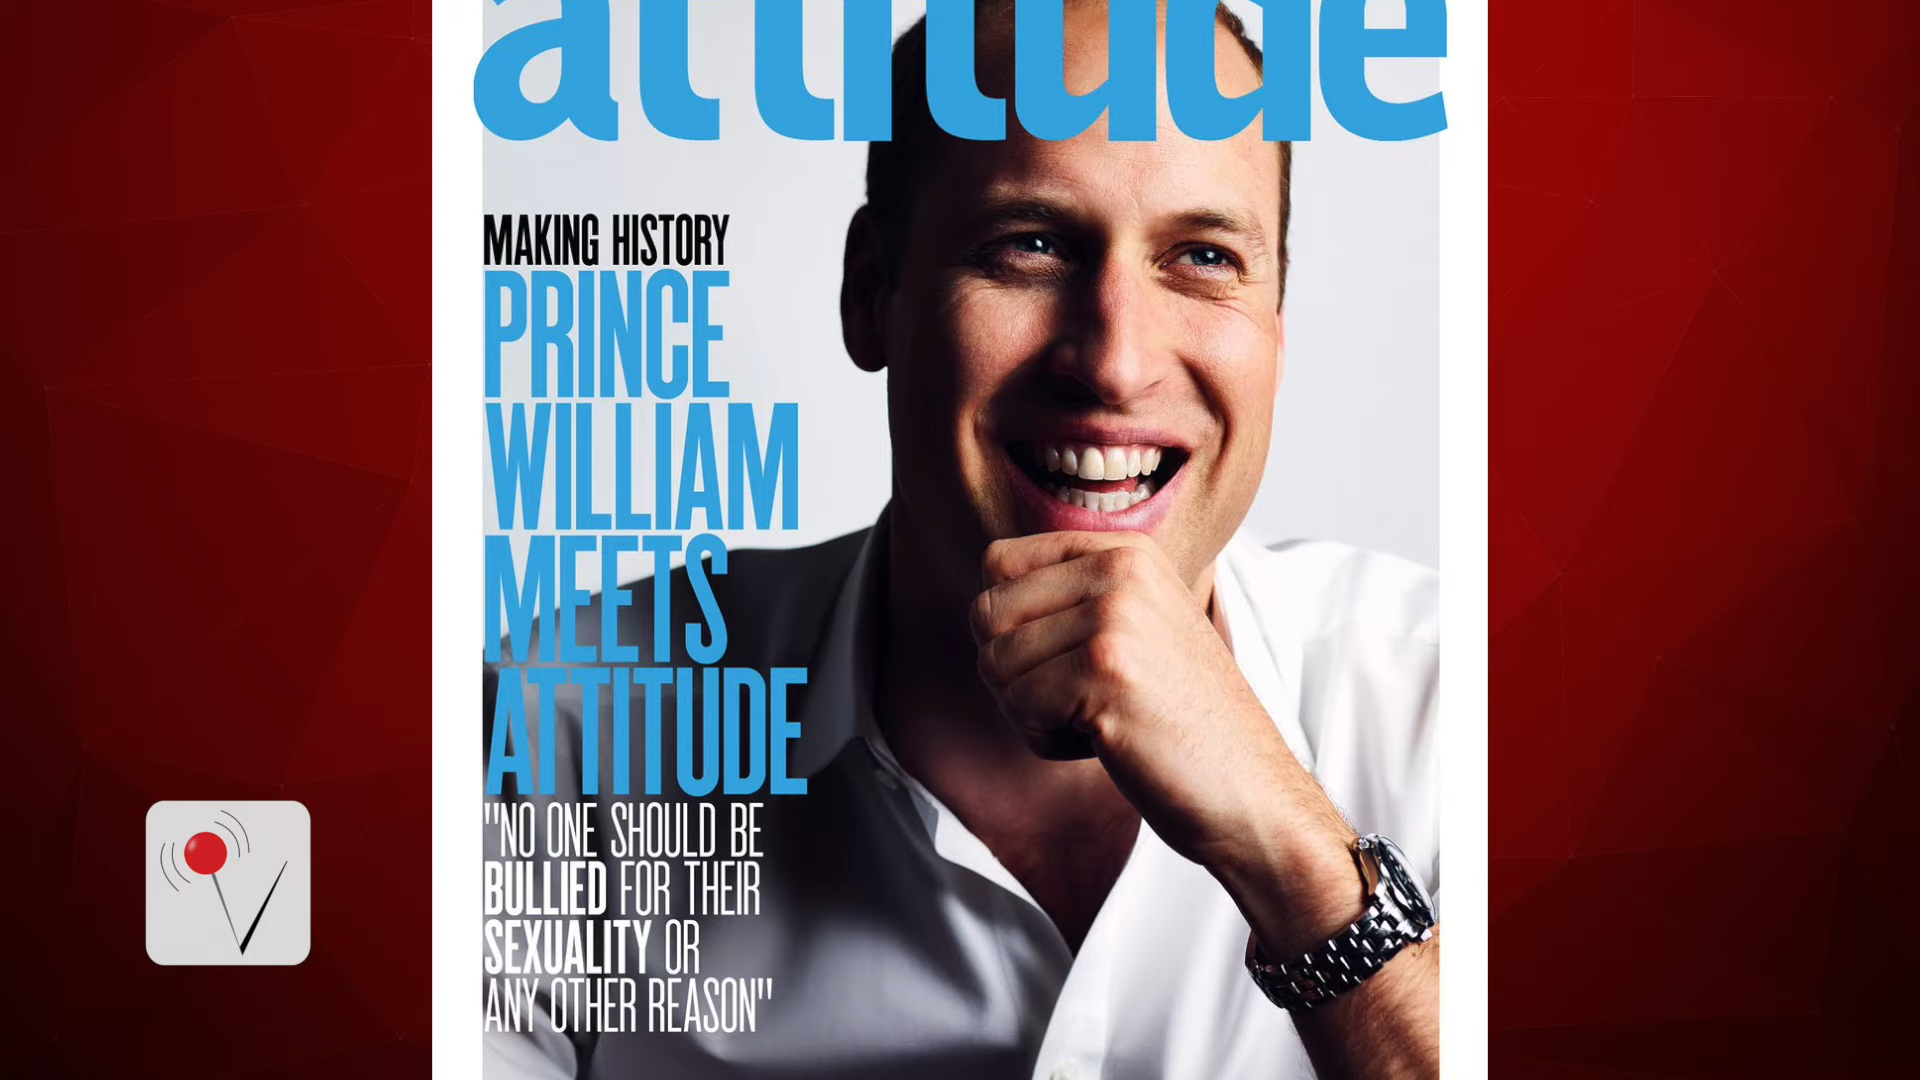 attitude
MAKING HISTORY
PRINCE
WILLIAM
MEETS
ATTITUDE
"NO ONE SHOULD BE
BULLIED FOR THEIR
SEXUALITY OR
ANY OTHER REASON"